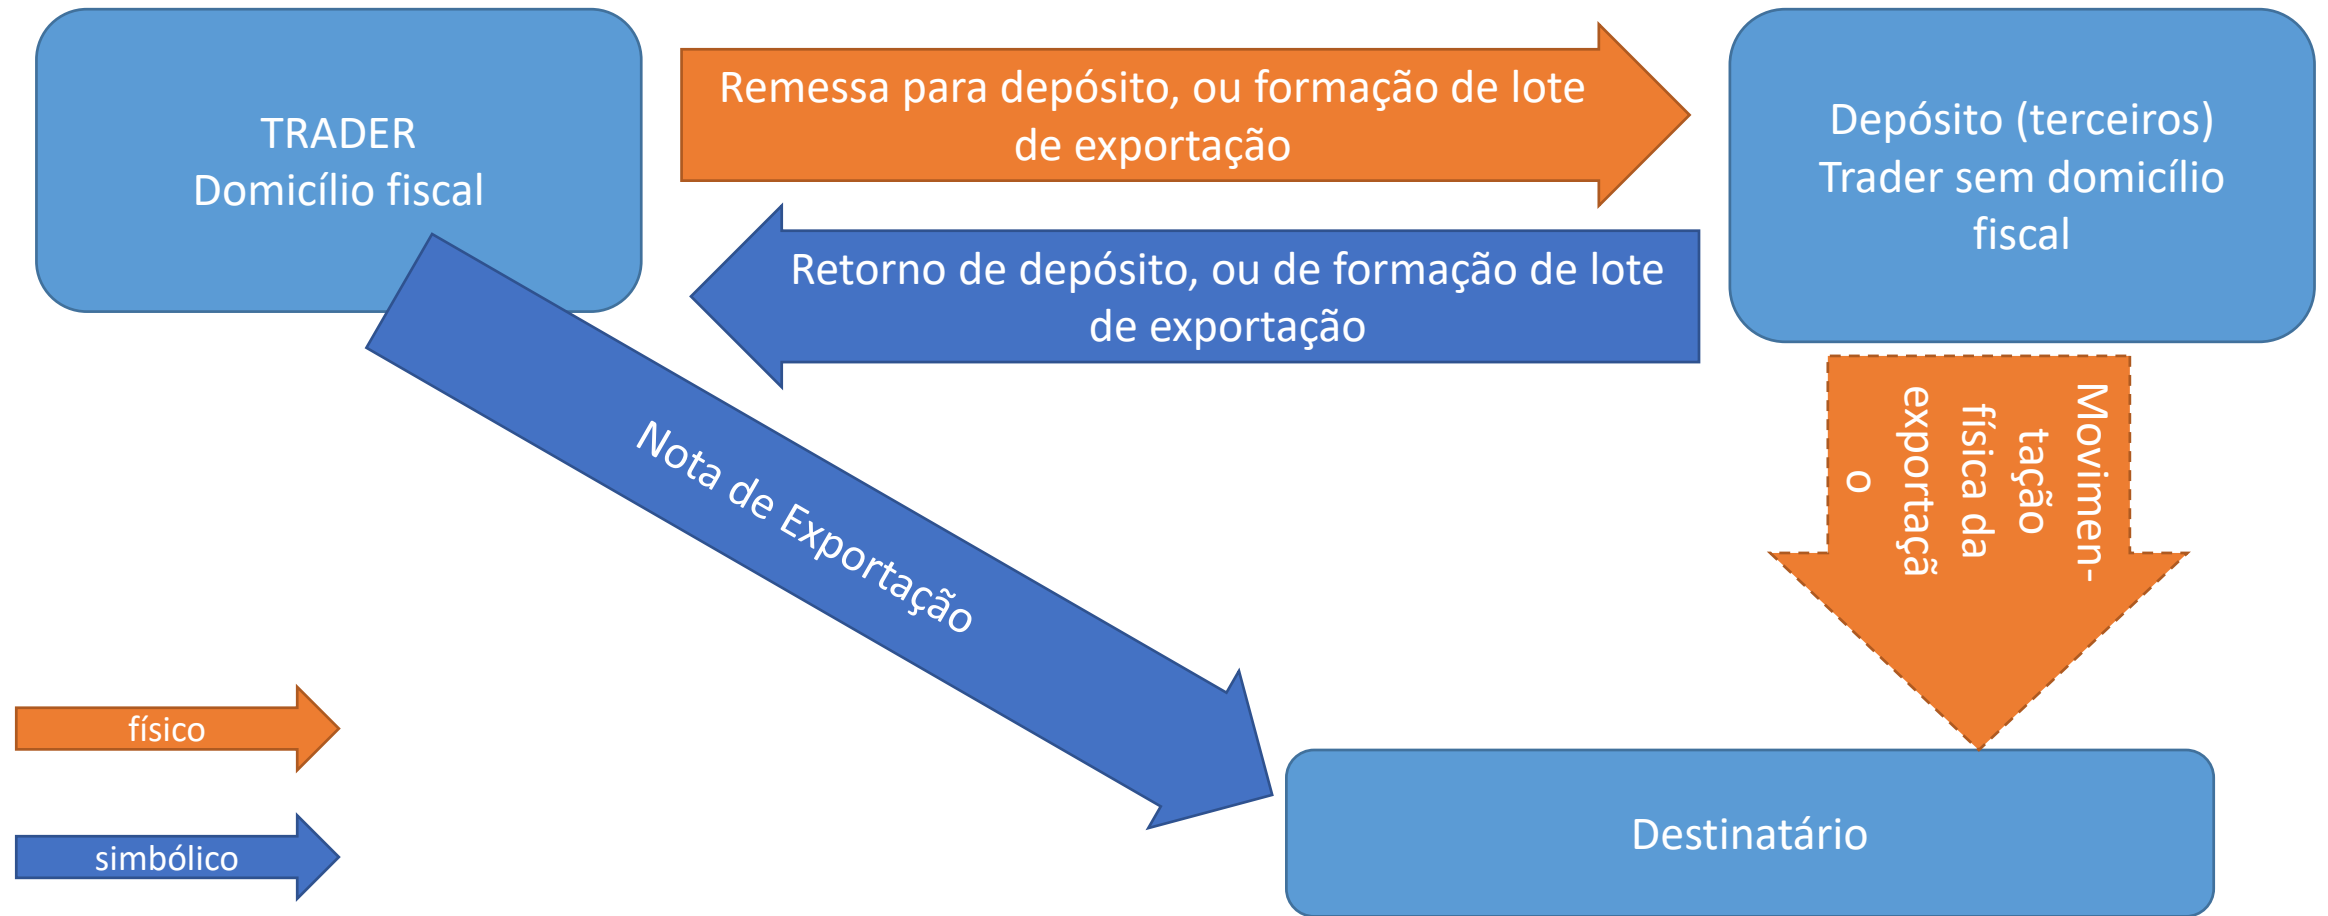 TRADER
Domicílio fiscal
Remessa para depósito, ou formação de lote
de exportação
Depósito (terceiros)
Trader sem domicílio
fiscal
Retorno de depósito, ou de formação de lote
de exportação
Movimen-
tação
física da
exportaçã
o
Nota de Exportação
físico
simbólico
Destinatário